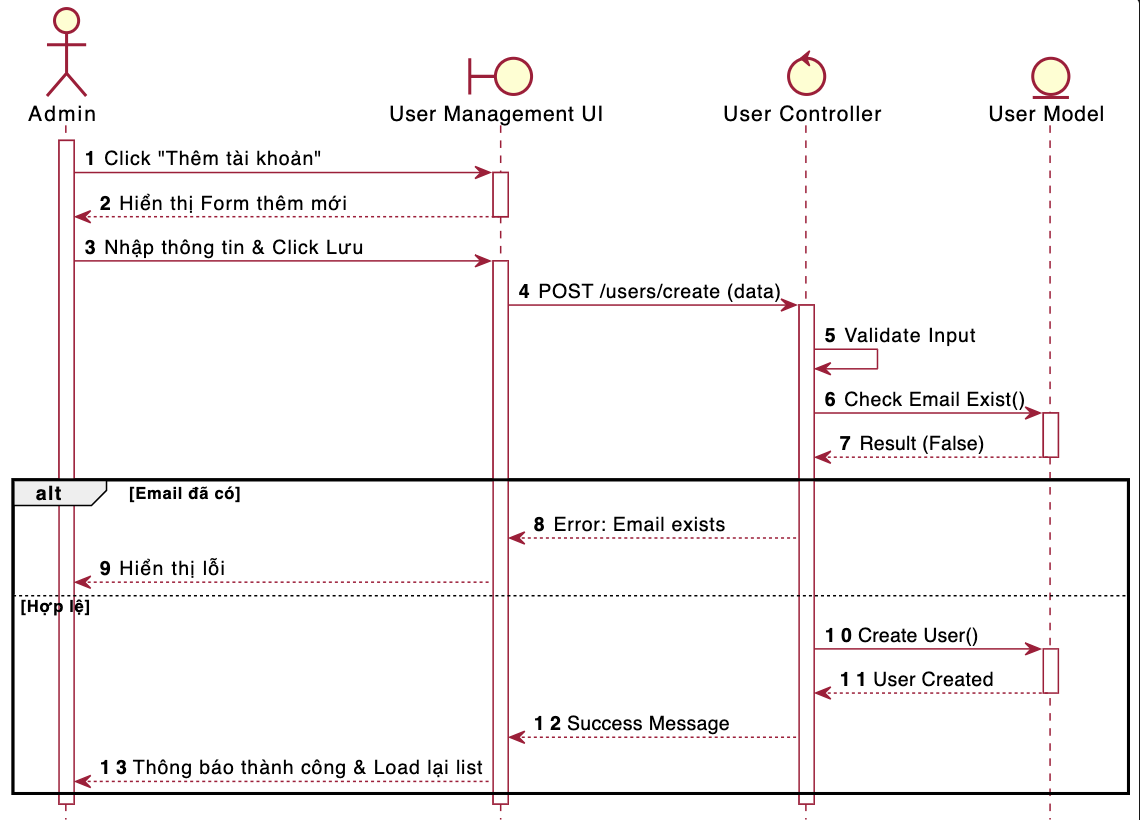 Admin
User Management UI
User Controller
User Model
1 Click "Thêm tài khoản"
2 Hiển thị Form thêm mới
3 Nhập thông tin & Click Lưu
4 POST /users/create (data)
5 Validate Input
6 Check Email Exist()
7 Result (False)
alt [Email đã có]
8 Error: Email exists
9 Hiển thị lỗi
[Hợp lệ]
1 0 Create User()
1 1 User Created
1 2 Success Message
1 3 Thông báo thành công & Load lại list